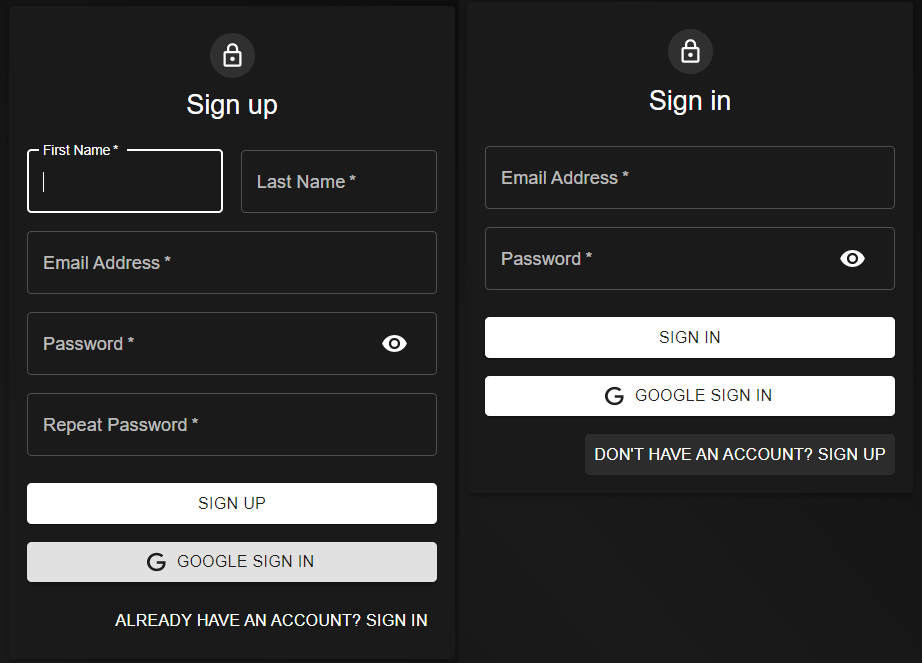 Sign up
First Name *
Last Name *
Email Address *
Password *
Repeat Password *
SIGN UP
GOOGLE SIGN IN
ALREADY HAVE AN ACCOUNT? SIGN IN
Sign in
Email Address *
Password *
SIGN IN
GOOGLE SIGN IN
DON'T HAVE AN ACCOUNT? SIGN UP